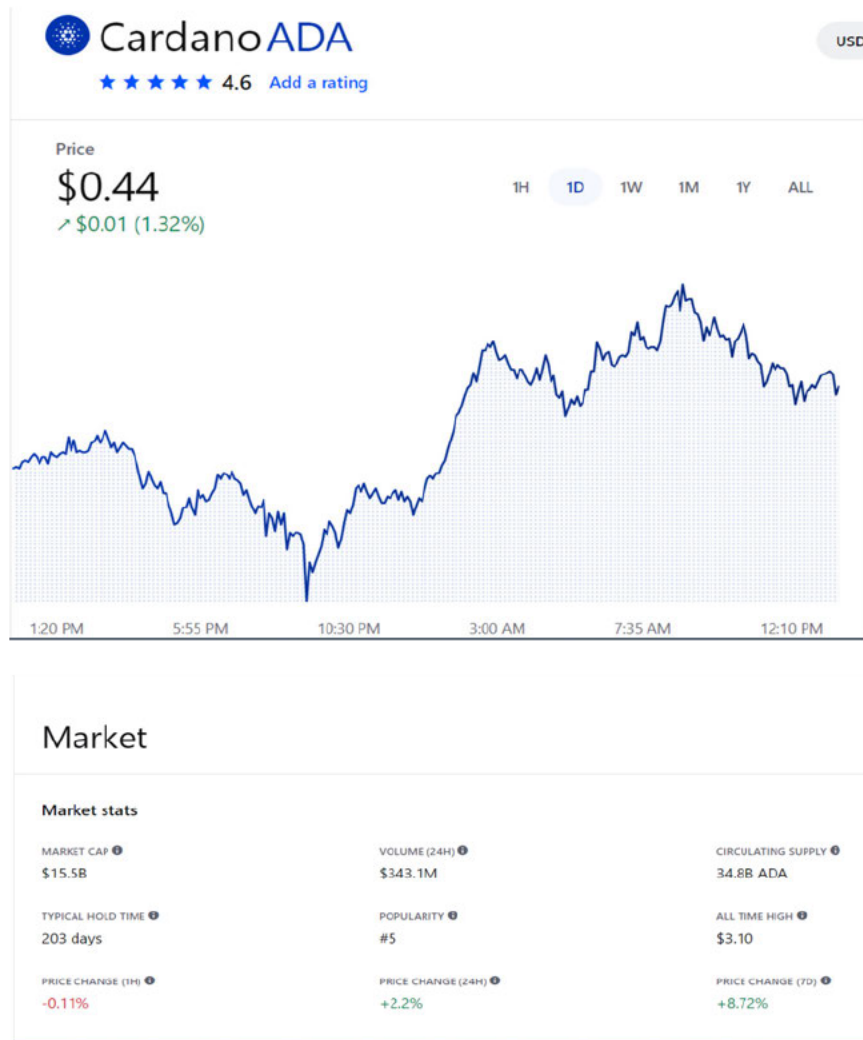 Cardano ADA
4.6 Add a rating
USD
Price
$0.44
↗ $0.01 (1.32%)
1H 1D 1W 1M 1Y ALL
1:20 PM 5:55 PM 10:30 PM 3:00 AM 7:35 AM 12:10 PM
Market
Market stats
MARKET CAP VOLUME (24H) CIRCULATING SUPPLY
$15.5B $343.1M 34.8B ADA
TYPICAL HOLD TIME POPULARITY ALL TIME HIGH
203 days #5 $3.10
PRICE CHANGE (1H) PRICE CHANGE (24H) PRICE CHANGE (7D)
-0.11% +2.2% +8.72%